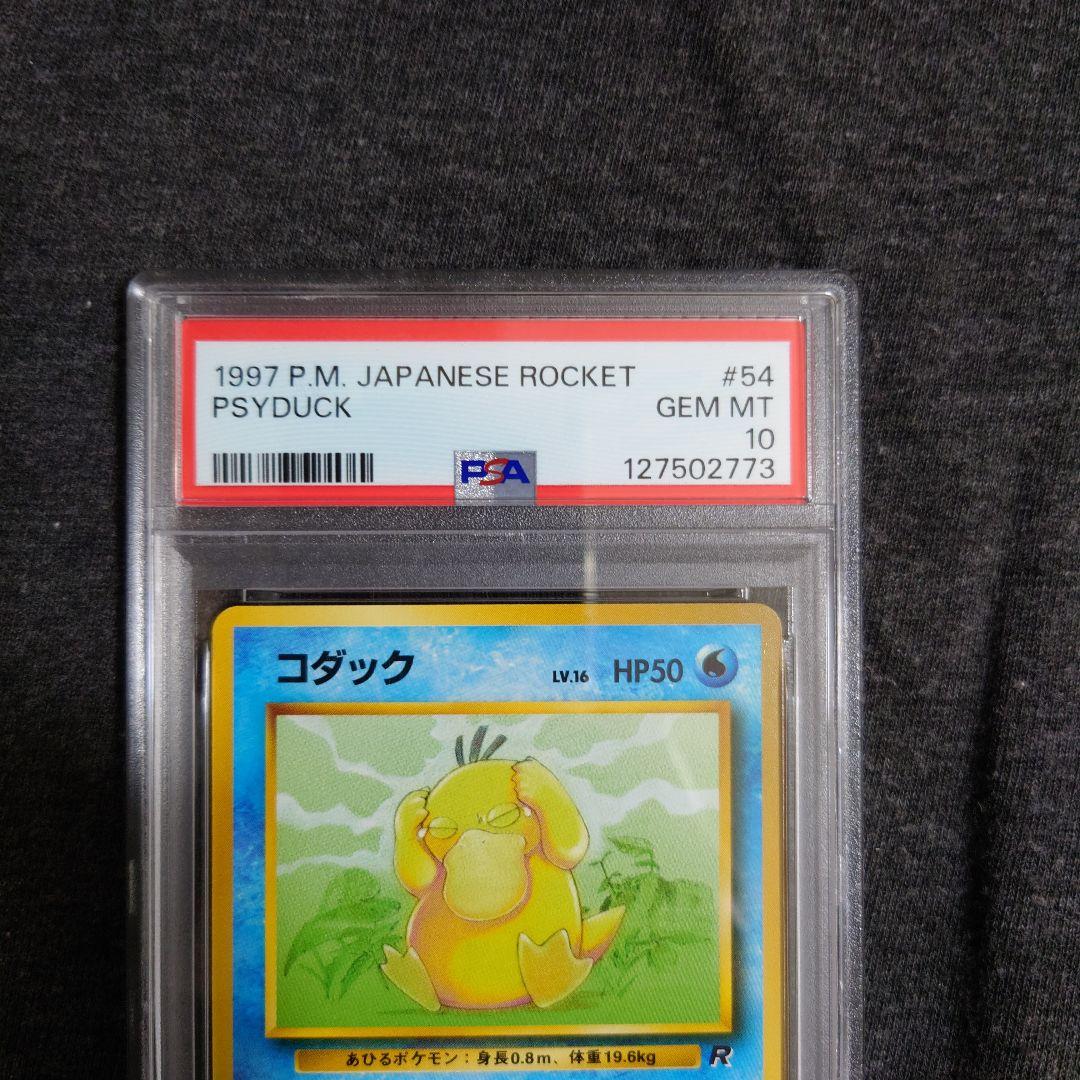 1997 P.M. JAPANESE ROCKET #54
PSYDUCK GEM MT
10
PSA 127502773
コダック LV.16 HP50
あひるポケモン：身長0.8m、体重19.6kg R